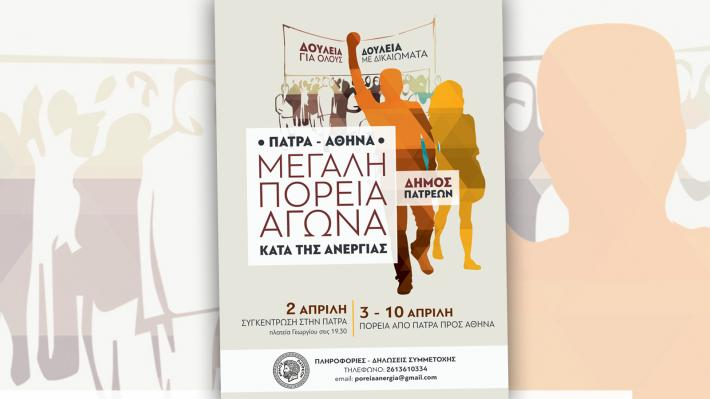 ΔΟΥΛΕΙΑ
ΓΙΑ ΟΛΟΥΣ
ΔΟΥΛΕΙΑ
ΜΕ ΔΙΚΑΙΩΜΑΤΑ
• ΠΑΤΡΑ - ΑΘΗΝΑ •
ΜΕΓΑΛΗ
ΠΟΡΕΙΑ
ΑΓΩΝΑ
ΚΑΤΑ ΤΗΣ ΑΝΕΡΓΙΑΣ
ΔΗΜΟΣ
ΠΑΤΡΕΩΝ
2 ΑΠΡΙΛΗ
ΣΥΓΚΕΝΤΡΩΣΗ ΣΤΗΝ ΠΑΤΡΑ
πλατεία Γεωργίου στις 19.30
3 - 10 ΑΠΡΙΛΗ
ΠΟΡΕΙΑ ΑΠΟ ΠΑΤΡΑ ΠΡΟΣ ΑΘΗΝΑ
ΠΛΗΡΟΦΟΡΙΕΣ - ΔΗΛΩΣΕΙΣ ΣΥΜΜΕΤΟΧΗΣ
ΤΗΛΕΦΩΝΟ: 2613610334
email: poreiaanergia@gmail.com